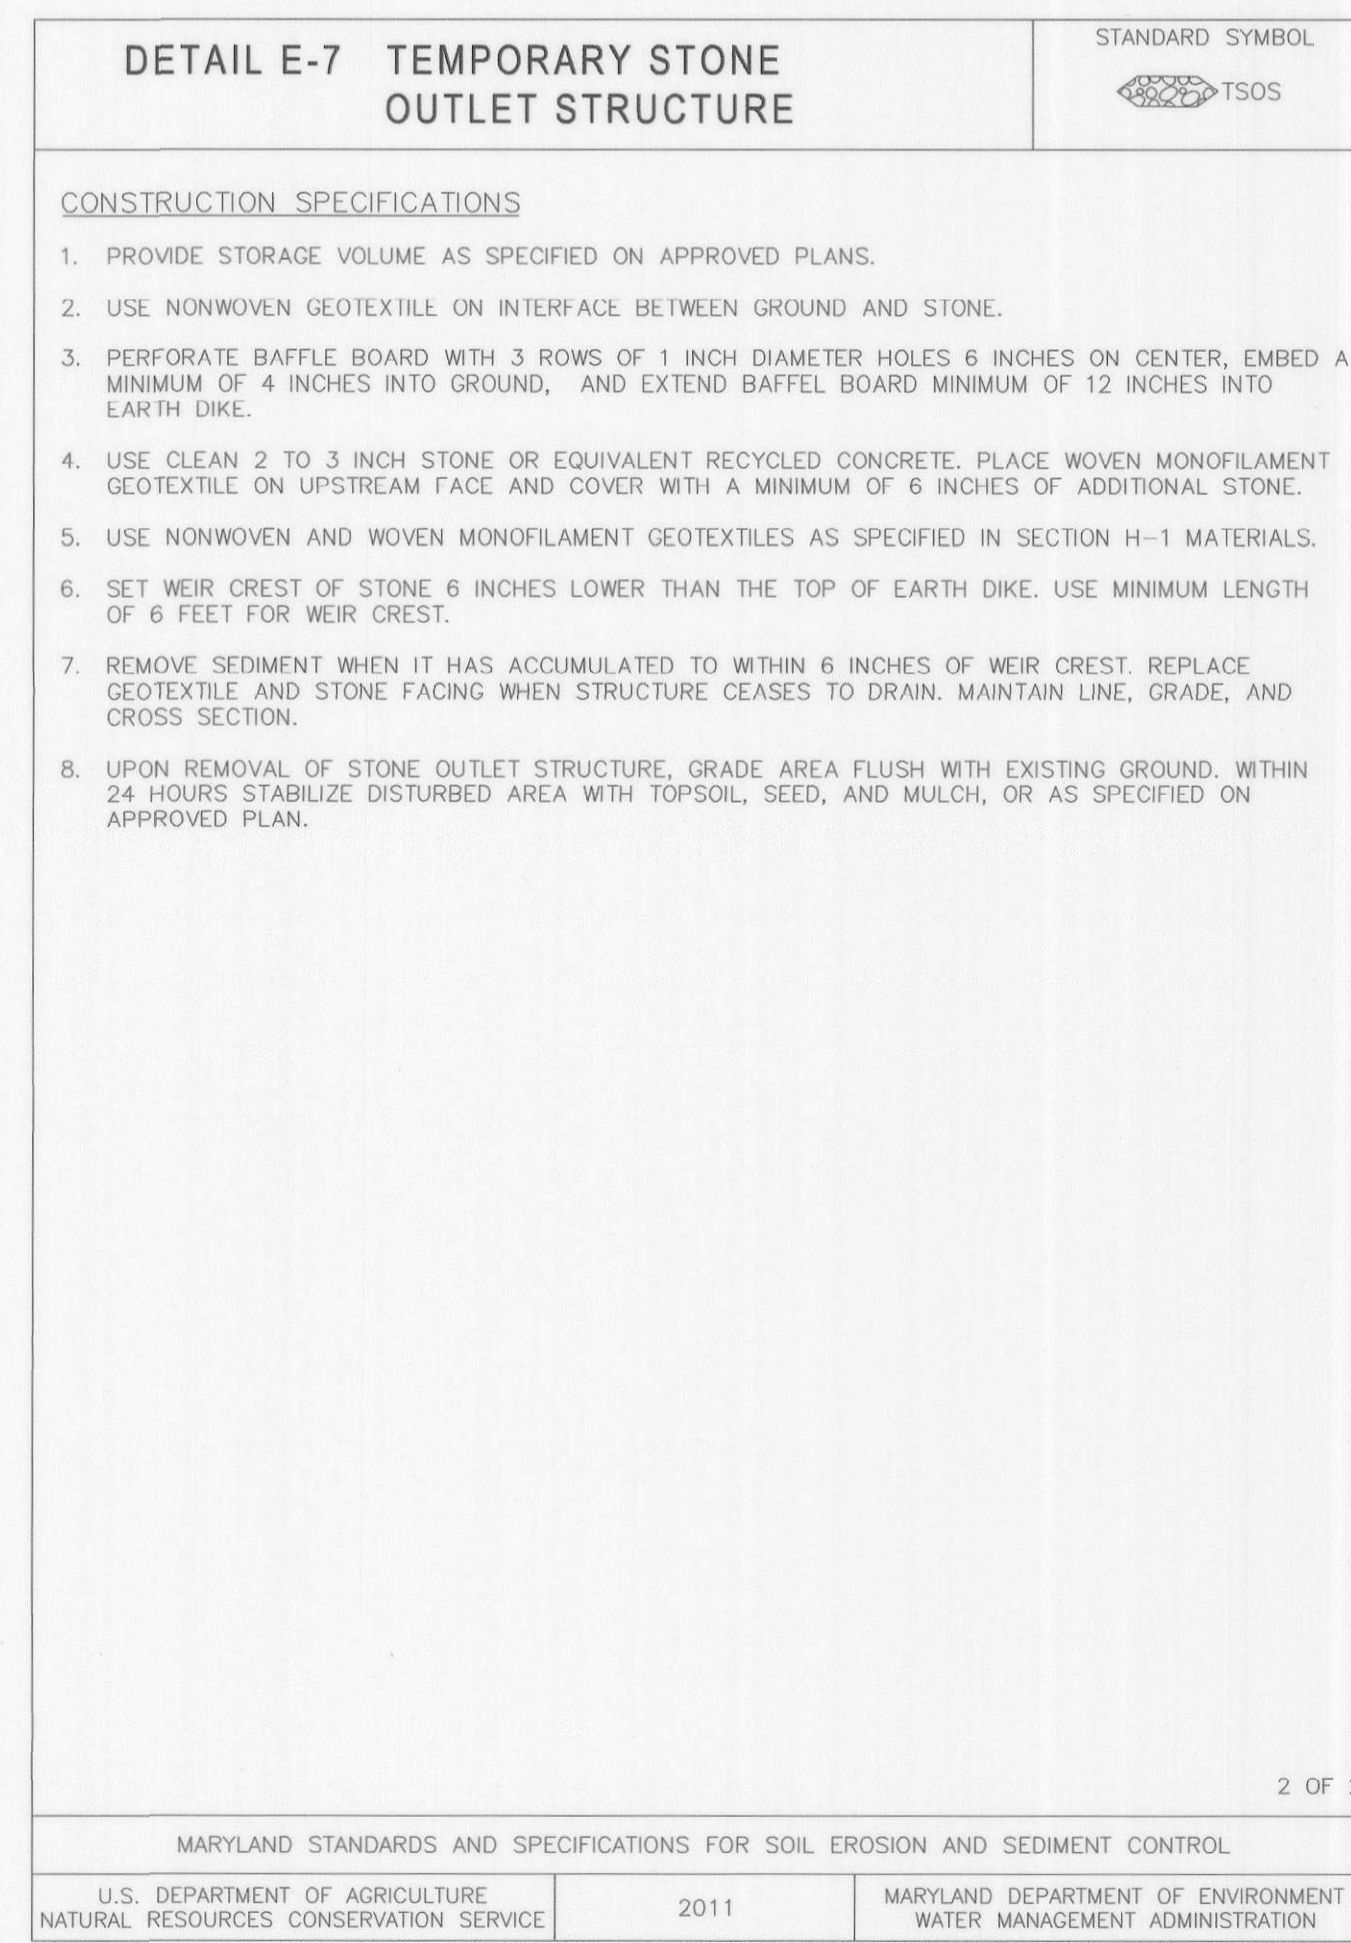 DETAIL E-7 TEMPORARY STONE
OUTLET STRUCTURE
STANDARD SYMBOL
TSOS
CONSTRUCTION SPECIFICATIONS
1. PROVIDE STORAGE VOLUME AS SPECIFIED ON APPROVED PLANS.
2. USE NONWOVEN GEOTEXTILE ON INTERFACE BETWEEN GROUND AND STONE.
3. PERFORATE BAFFLE BOARD WITH 3 ROWS OF 1 INCH DIAMETER HOLES 6 INCHES ON CENTER, EMBED A
MINIMUM OF 4 INCHES INTO GROUND, AND EXTEND BAFFEL BOARD MINIMUM OF 12 INCHES INTO
EARTH DIKE.
4. USE CLEAN 2 TO 3 INCH STONE OR EQUIVALENT RECYCLED CONCRETE. PLACE WOVEN MONOFILAMENT
GEOTEXTILE ON UPSTREAM FACE AND COVER WITH A MINIMUM OF 6 INCHES OF ADDITIONAL STONE.
5. USE NONWOVEN AND WOVEN MONOFILAMENT GEOTEXTILES AS SPECIFIED IN SECTION H-1 MATERIALS.
6. SET WEIR CREST OF STONE 6 INCHES LOWER THAN THE TOP OF EARTH DIKE. USE MINIMUM LENGTH
OF 6 FEET FOR WEIR CREST.
7. REMOVE SEDIMENT WHEN IT HAS ACCUMULATED TO WITHIN 6 INCHES OF WEIR CREST. REPLACE
GEOTEXTILE AND STONE FACING WHEN STRUCTURE CEASES TO DRAIN. MAINTAIN LINE, GRADE, AND
CROSS SECTION.
8. UPON REMOVAL OF STONE OUTLET STRUCTURE, GRADE AREA FLUSH WITH EXISTING GROUND. WITHIN
24 HOURS STABILIZE DISTURBED AREA WITH TOPSOIL, SEED, AND MULCH, OR AS SPECIFIED ON
APPROVED PLAN.
2 OF
MARYLAND STANDARDS AND SPECIFICATIONS FOR SOIL EROSION AND SEDIMENT CONTROL
U.S. DEPARTMENT OF AGRICULTURE
NATURAL RESOURCES CONSERVATION SERVICE
2011
MARYLAND DEPARTMENT OF ENVIRONMENT
WATER MANAGEMENT ADMINISTRATION